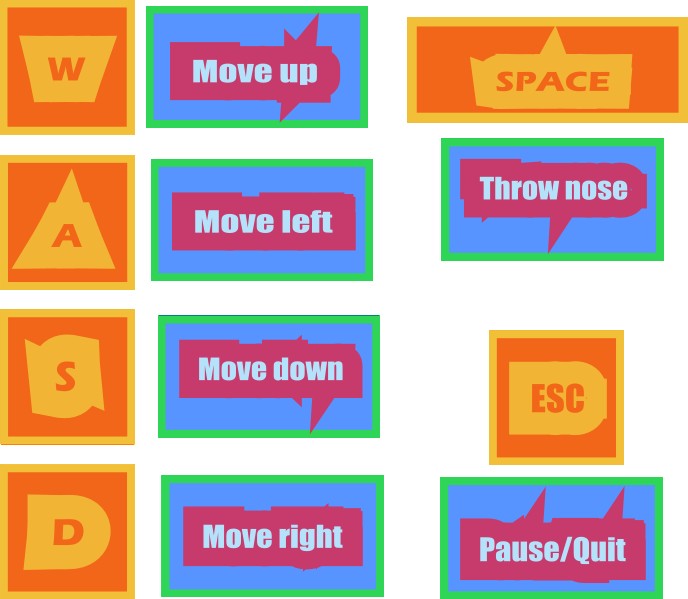 W
Move up
SPACE
A
Move left
Throw nose
S
Move down
ESC
D
Move right
Pause/Quit